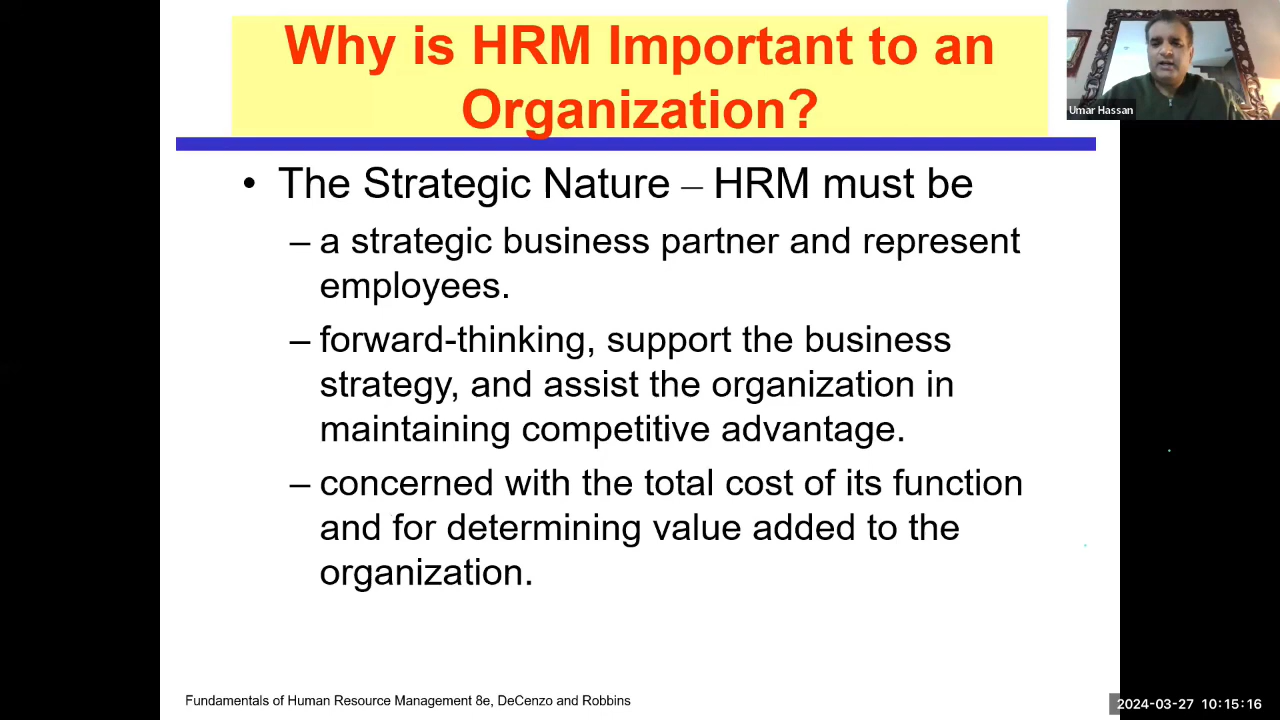 Why is HRM Important to an
Organization?
Umar Hassan
• The Strategic Nature – HRM must be
– a strategic business partner and represent
employees.
– forward-thinking, support the business
strategy, and assist the organization in
maintaining competitive advantage.
– concerned with the total cost of its function
and for determining value added to the
organization.
Fundamentals of Human Resource Management 8e, DeCenzo and Robbins
2024-03-27 10:15:16